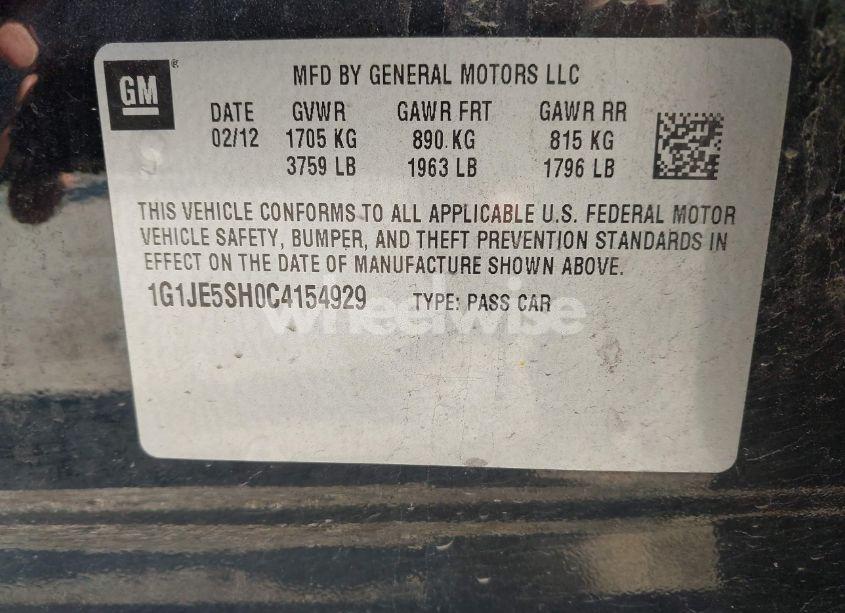 GM®
MFD BY GENERAL MOTORS LLC
DATE GVWR GAWR FRT GAWR RR
02/12 1705 KG 890 KG 815 KG
3759 LB 1963 LB 1796 LB
THIS VEHICLE CONFORMS TO ALL APPLICABLE U.S. FEDERAL MOTOR
VEHICLE SAFETY, BUMPER, AND THEFT PREVENTION STANDARDS IN
EFFECT ON THE DATE OF MANUFACTURE SHOWN ABOVE.
1G1JE5SH0C4154929 TYPE: PASS CAR
wheelwise